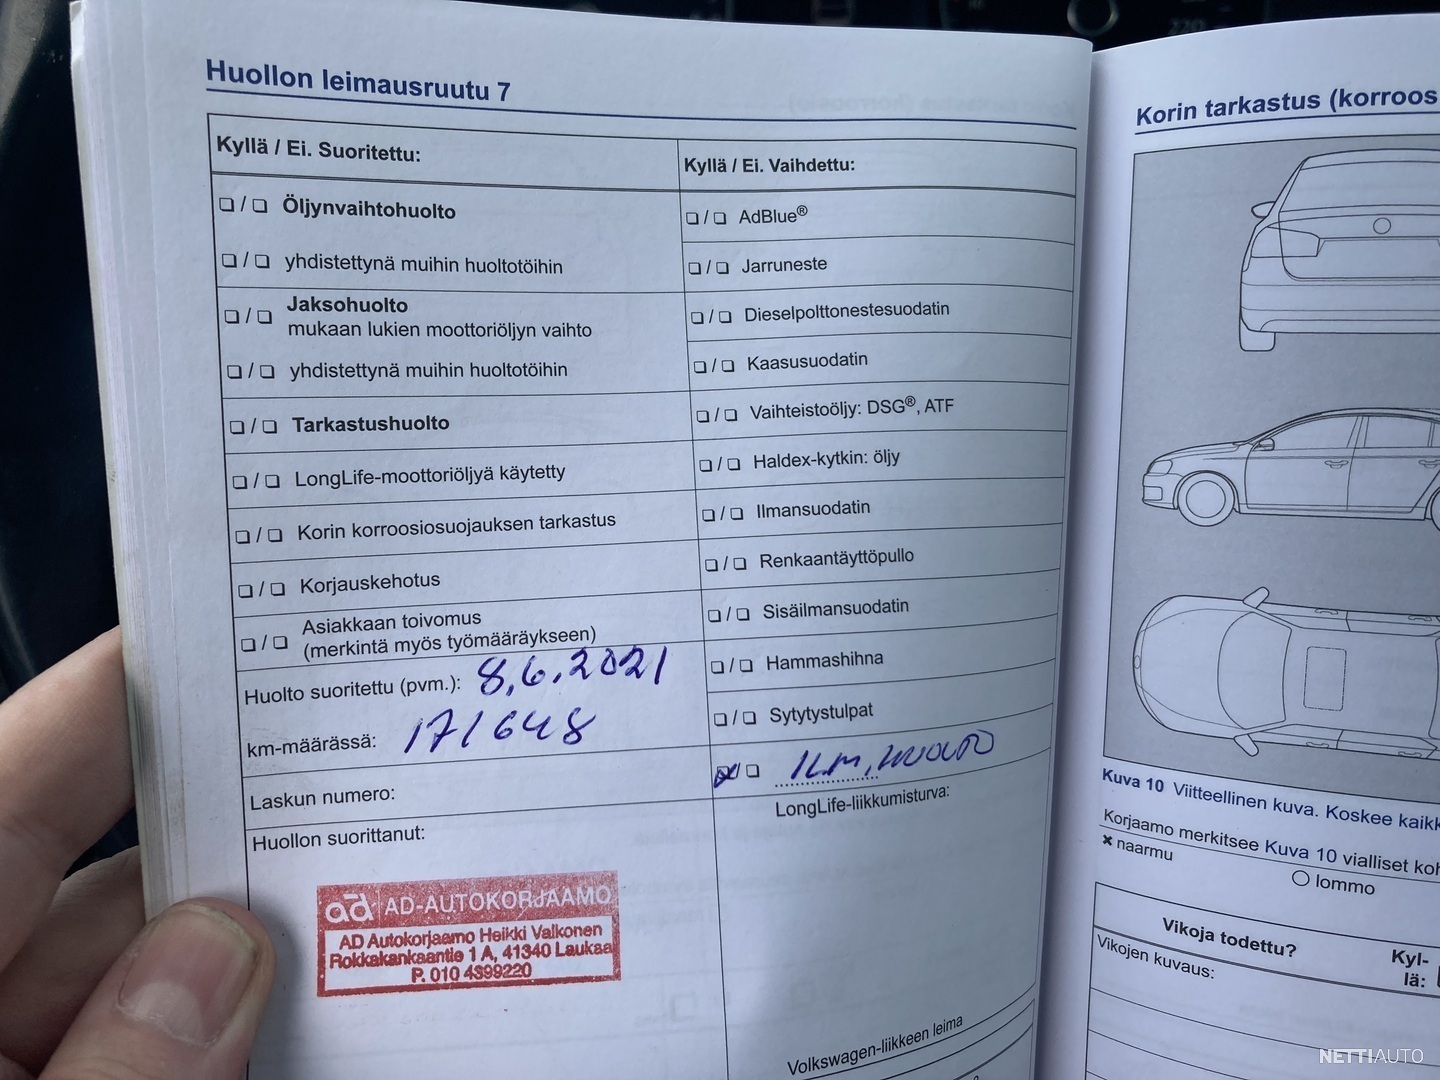 Huollon leimausruutu 7
Kyllä / Ei. Suoritettu:
❏ / ❏ Öljynvaihtohuolto
❏ / ❏ yhdistettynä muihin huoltotöihin
❏ / ❏ Jaksohuolto
mukaan lukien moottoriöljyn vaihto
❏ / ❏ yhdistettynä muihin huoltotöihin
❏ / ❏ Tarkastushuolto
❏ / ❏ LongLife-moottoriöljyä käytetty
❏ / ❏ Korin korroosiosuojauksen tarkastus
❏ / ❏ Korjauskehotus
❏ / ❏ Asiakkaan toivomus
(merkintä myös työmääräykseen)
Huolto suoritettu (pvm.): 8.6.2021
km-määrässä: 171648
Laskun numero:
Huollon suorittanut:
ad AD-AUTOKORJAAMO
AD Autokorjaamo Heikki Valkonen
Rokkakankaantie 1 A, 41340 Laukaa
P. 010 4399220
Kyllä / Ei. Vaihdettu:
❏ / ❏ AdBlue®
❏ / ❏ Jarruneste
❏ / ❏ Dieselpolttonestesuodatin
❏ / ❏ Kaasusuodatin
❏ / ❏ Vaihteistoöljy: DSG®, ATF
❏ / ❏ Haldex-kytkin: öljy
❏ / ❏ Ilmansuodatin
❏ / ❏ Renkaantäyttöpullo
❏ / ❏ Sisäilmansuodatin
❏ / ❏ Hammashihna
❏ / ❏ Sytytystulpat
❏ / ❏ ILM. HUOLTO
LongLife-liikkumisturva:
Volkswagen-liikkeen leima
Korin tarkastus (korroos
Kuva 10 Viitteellinen kuva. Koskee kaikk
Korjaamo merkitsee Kuva 10 vialliset koh
✖ naarmu
○ lommo
Vikoja todettu?
Kyl-
lä:
Vikojen kuvaus:
220
NETTIAUTO